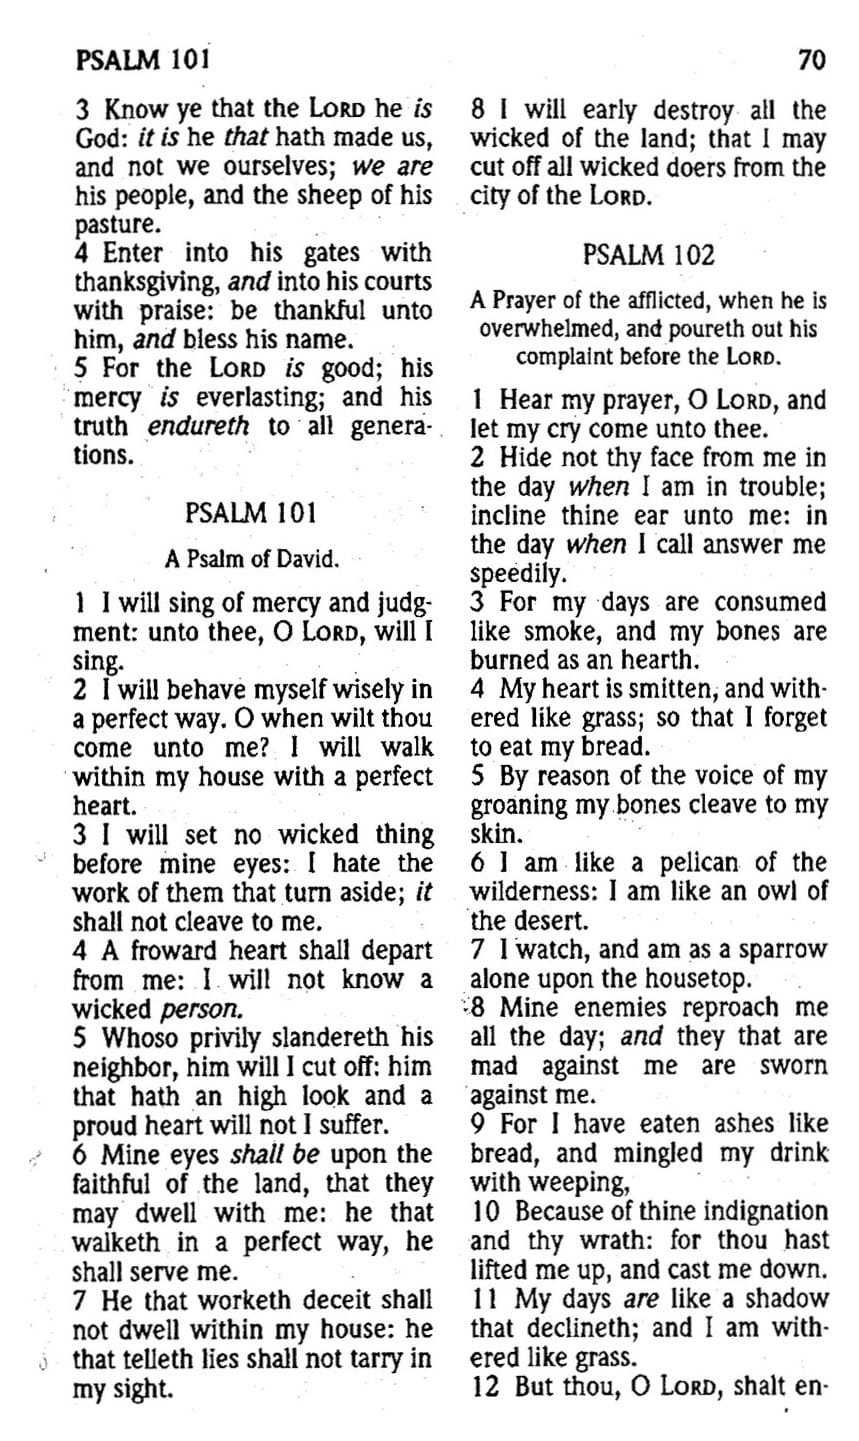 PSALM 101
70
3 Know ye that the LORD he is
God: it is he that hath made us,
and not we ourselves; we are
his people, and the sheep of his
pasture.
4 Enter into his gates with
thanksgiving, and into his courts
with praise: be thankful unto
him, and bless his name.
5 For the LORD is good; his
mercy is everlasting; and his
truth endureth to all genera-
tions.
PSALM 101
A Psalm of David.
1 I will sing of mercy and judg-
ment: unto thee, O LORD, will I
sing.
2 I will behave myself wisely in
a perfect way. O when wilt thou
come unto me? I will walk
within my house with a perfect
heart.
3 I will set no wicked thing
before mine eyes: I hate the
work of them that turn aside; it
shall not cleave to me.
4 A froward heart shall depart
from me: I will not know a
wicked person.
5 Whoso privily slandereth his
neighbor, him will I cut off: him
that hath an high look and a
proud heart will not I suffer.
6 Mine eyes shall be upon the
faithful of the land, that they
may dwell with me: he that
walketh in a perfect way, he
shall serve me.
7 He that worketh deceit shall
not dwell within my house: he
that telleth lies shall not tarry in
my sight.
8 I will early destroy all the
wicked of the land; that I may
cut off all wicked doers from the
city of the LORD.
PSALM 102
A Prayer of the afflicted, when he is
overwhelmed, and poureth out his
complaint before the LORD.
1 Hear my prayer, O LORD, and
let my cry come unto thee.
2 Hide not thy face from me in
the day when I am in trouble;
incline thine ear unto me: in
the day when I call answer me
speedily.
3 For my days are consumed
like smoke, and my bones are
burned as an hearth.
4 My heart is smitten, and with-
ered like grass; so that I forget
to eat my bread.
5 By reason of the voice of my
groaning my bones cleave to my
skin.
6 I am like a pelican of the
wilderness: I am like an owl of
the desert.
7 I watch, and am as a sparrow
alone upon the housetop.
8 Mine enemies reproach me
all the day; and they that are
mad against me are sworn
against me.
9 For I have eaten ashes like
bread, and mingled my drink
with weeping,
10 Because of thine indignation
and thy wrath: for thou hast
lifted me up, and cast me down.
11 My days are like a shadow
that declineth; and I am with-
ered like grass.
12 But thou, O LORD, shalt en-